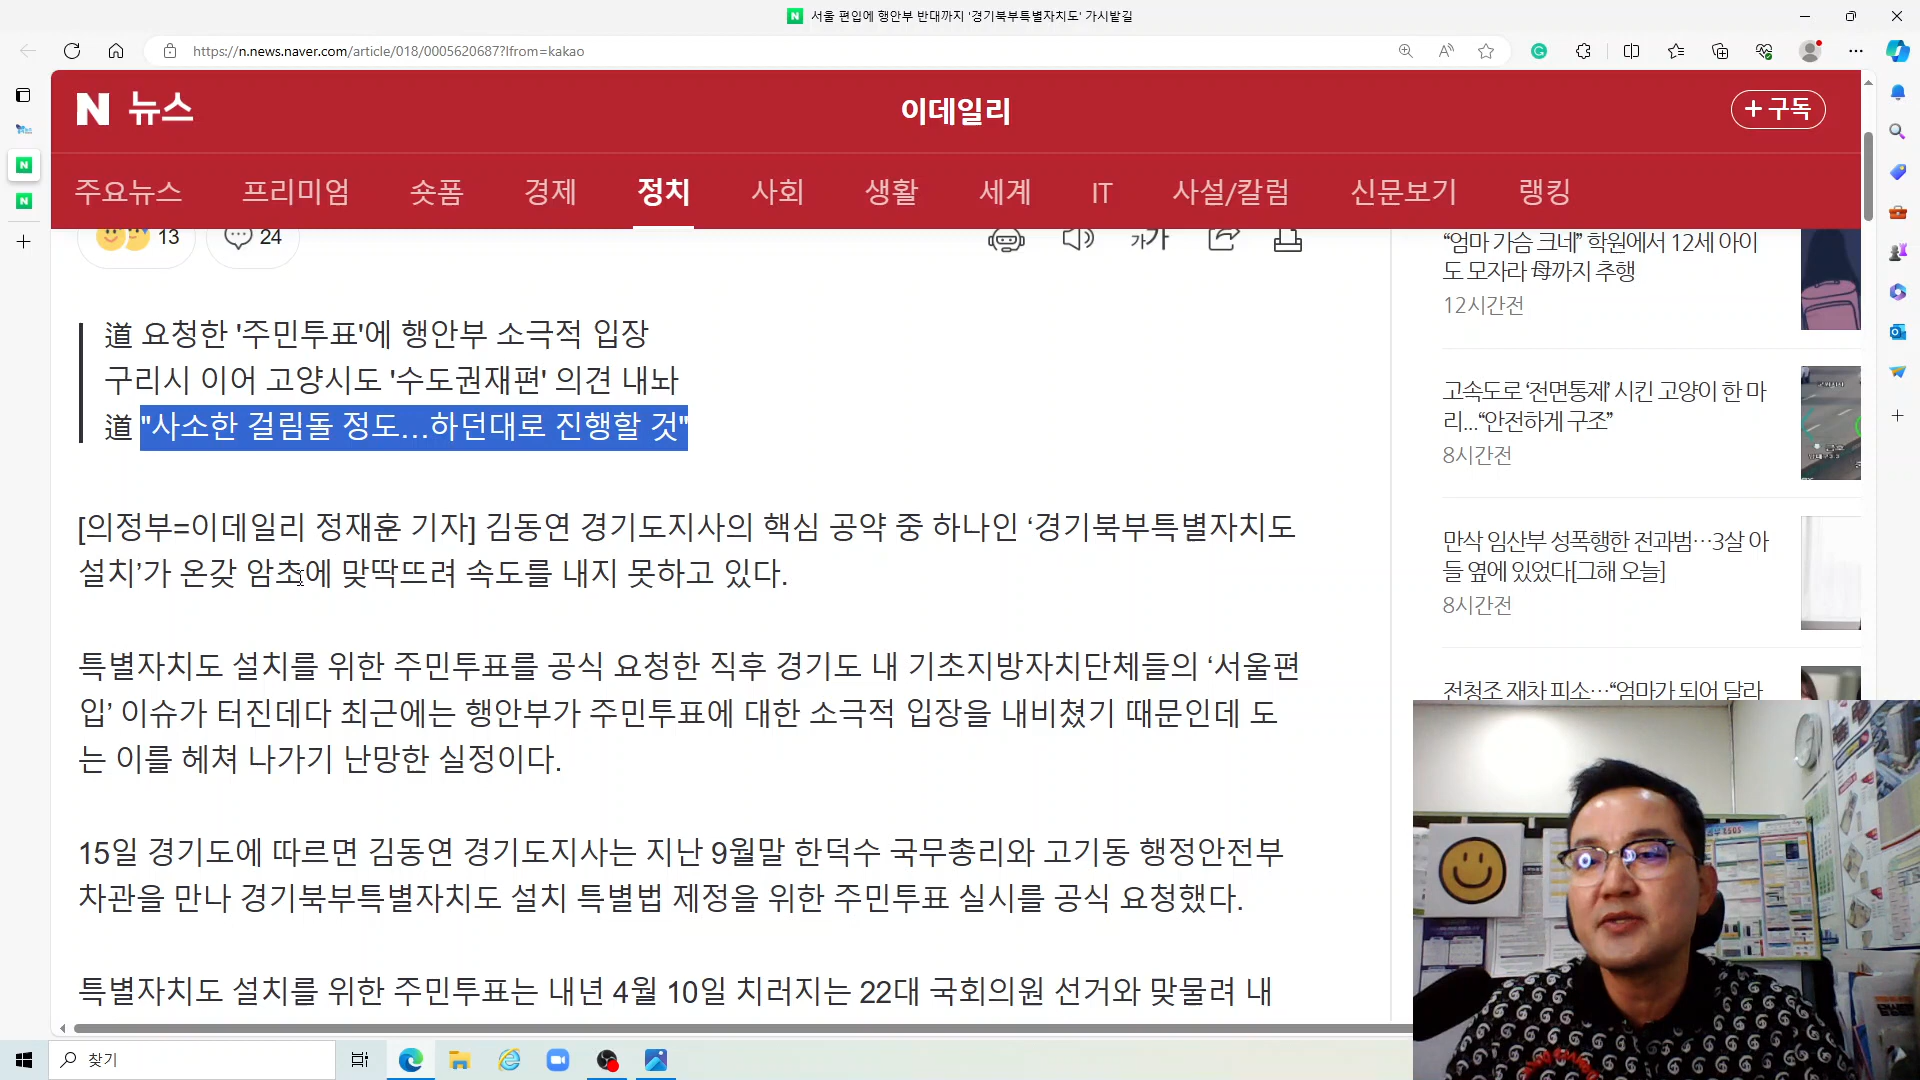 서울 편입에 행안부 반대까지 '경기북부특별자치도' 가시밭길
https://n.news.naver.com/article/018/0005620687?lfrom=kakao
N 뉴스
이데일리
+ 구독
주요뉴스 프리미엄 숏폼 경제 정치 사회 생활 세계 IT 사설/칼럼 신문보기 랭킹
13 24
가가
道 요청한 '주민투표'에 행안부 소극적 입장
구리시 이어 고양시도 '수도권재편' 의견 내놔
道 "사소한 걸림돌 정도…하던대로 진행할 것"
[의정부=이데일리 정재훈 기자] 김동연 경기도지사의 핵심 공약 중 하나인 ‘경기북부특별자치도
설치’가 온갖 암초에 맞딱뜨려 속도를 내지 못하고 있다.
특별자치도 설치를 위한 주민투표를 공식 요청한 직후 경기도 내 기초지방자치단체들의 ‘서울편
입’ 이슈가 터진데다 최근에는 행안부가 주민투표에 대한 소극적 입장을 내비쳤기 때문인데 도
는 이를 헤쳐 나가기 난망한 실정이다.
15일 경기도에 따르면 김동연 경기도지사는 지난 9월말 한덕수 국무총리와 고기동 행정안전부
차관을 만나 경기북부특별자치도 설치 특별법 제정을 위한 주민투표 실시를 공식 요청했다.
특별자치도 설치를 위한 주민투표는 내년 4월 10일 치러지는 22대 국회의원 선거와 맞물려 내
“엄마 가슴 크네” 학원에서 12세 아이
도 모자라 母까지 추행
12시간전
고속도로 ‘전면통제’ 시킨 고양이 한 마
리…“안전하게 구조”
8시간전
만삭 임산부 성폭행한 전과범…3살 아
들 옆에 있었다[그해 오늘]
8시간전
전청조 재차 피소…“엄마가 되어 달라
찾기